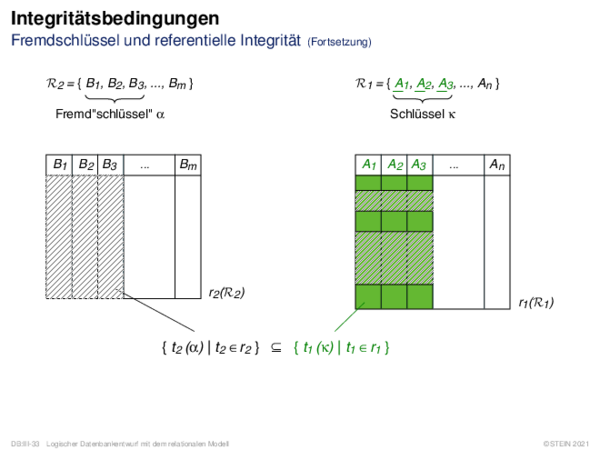 Integritätsbedingungen
Fremdschlüssel und referentielle Integrität (Fortsetzung)
R2 = { B1, B2, B3, ..., Bm }
R1 = { A1, A2, A3, ..., An }
Fremd"schlüssel" α
Schlüssel κ
B1 B2 B3 ... Bm
A1 A2 A3 ... An
r2(R2)
r1(R1)
{ t2 (α) | t2 ∈ r2 } ⊆ { t1 (κ) | t1 ∈ r1 }
DB:III-33 Logischer Datenbankentwurf mit dem relationalen Modell
©STEIN 2021